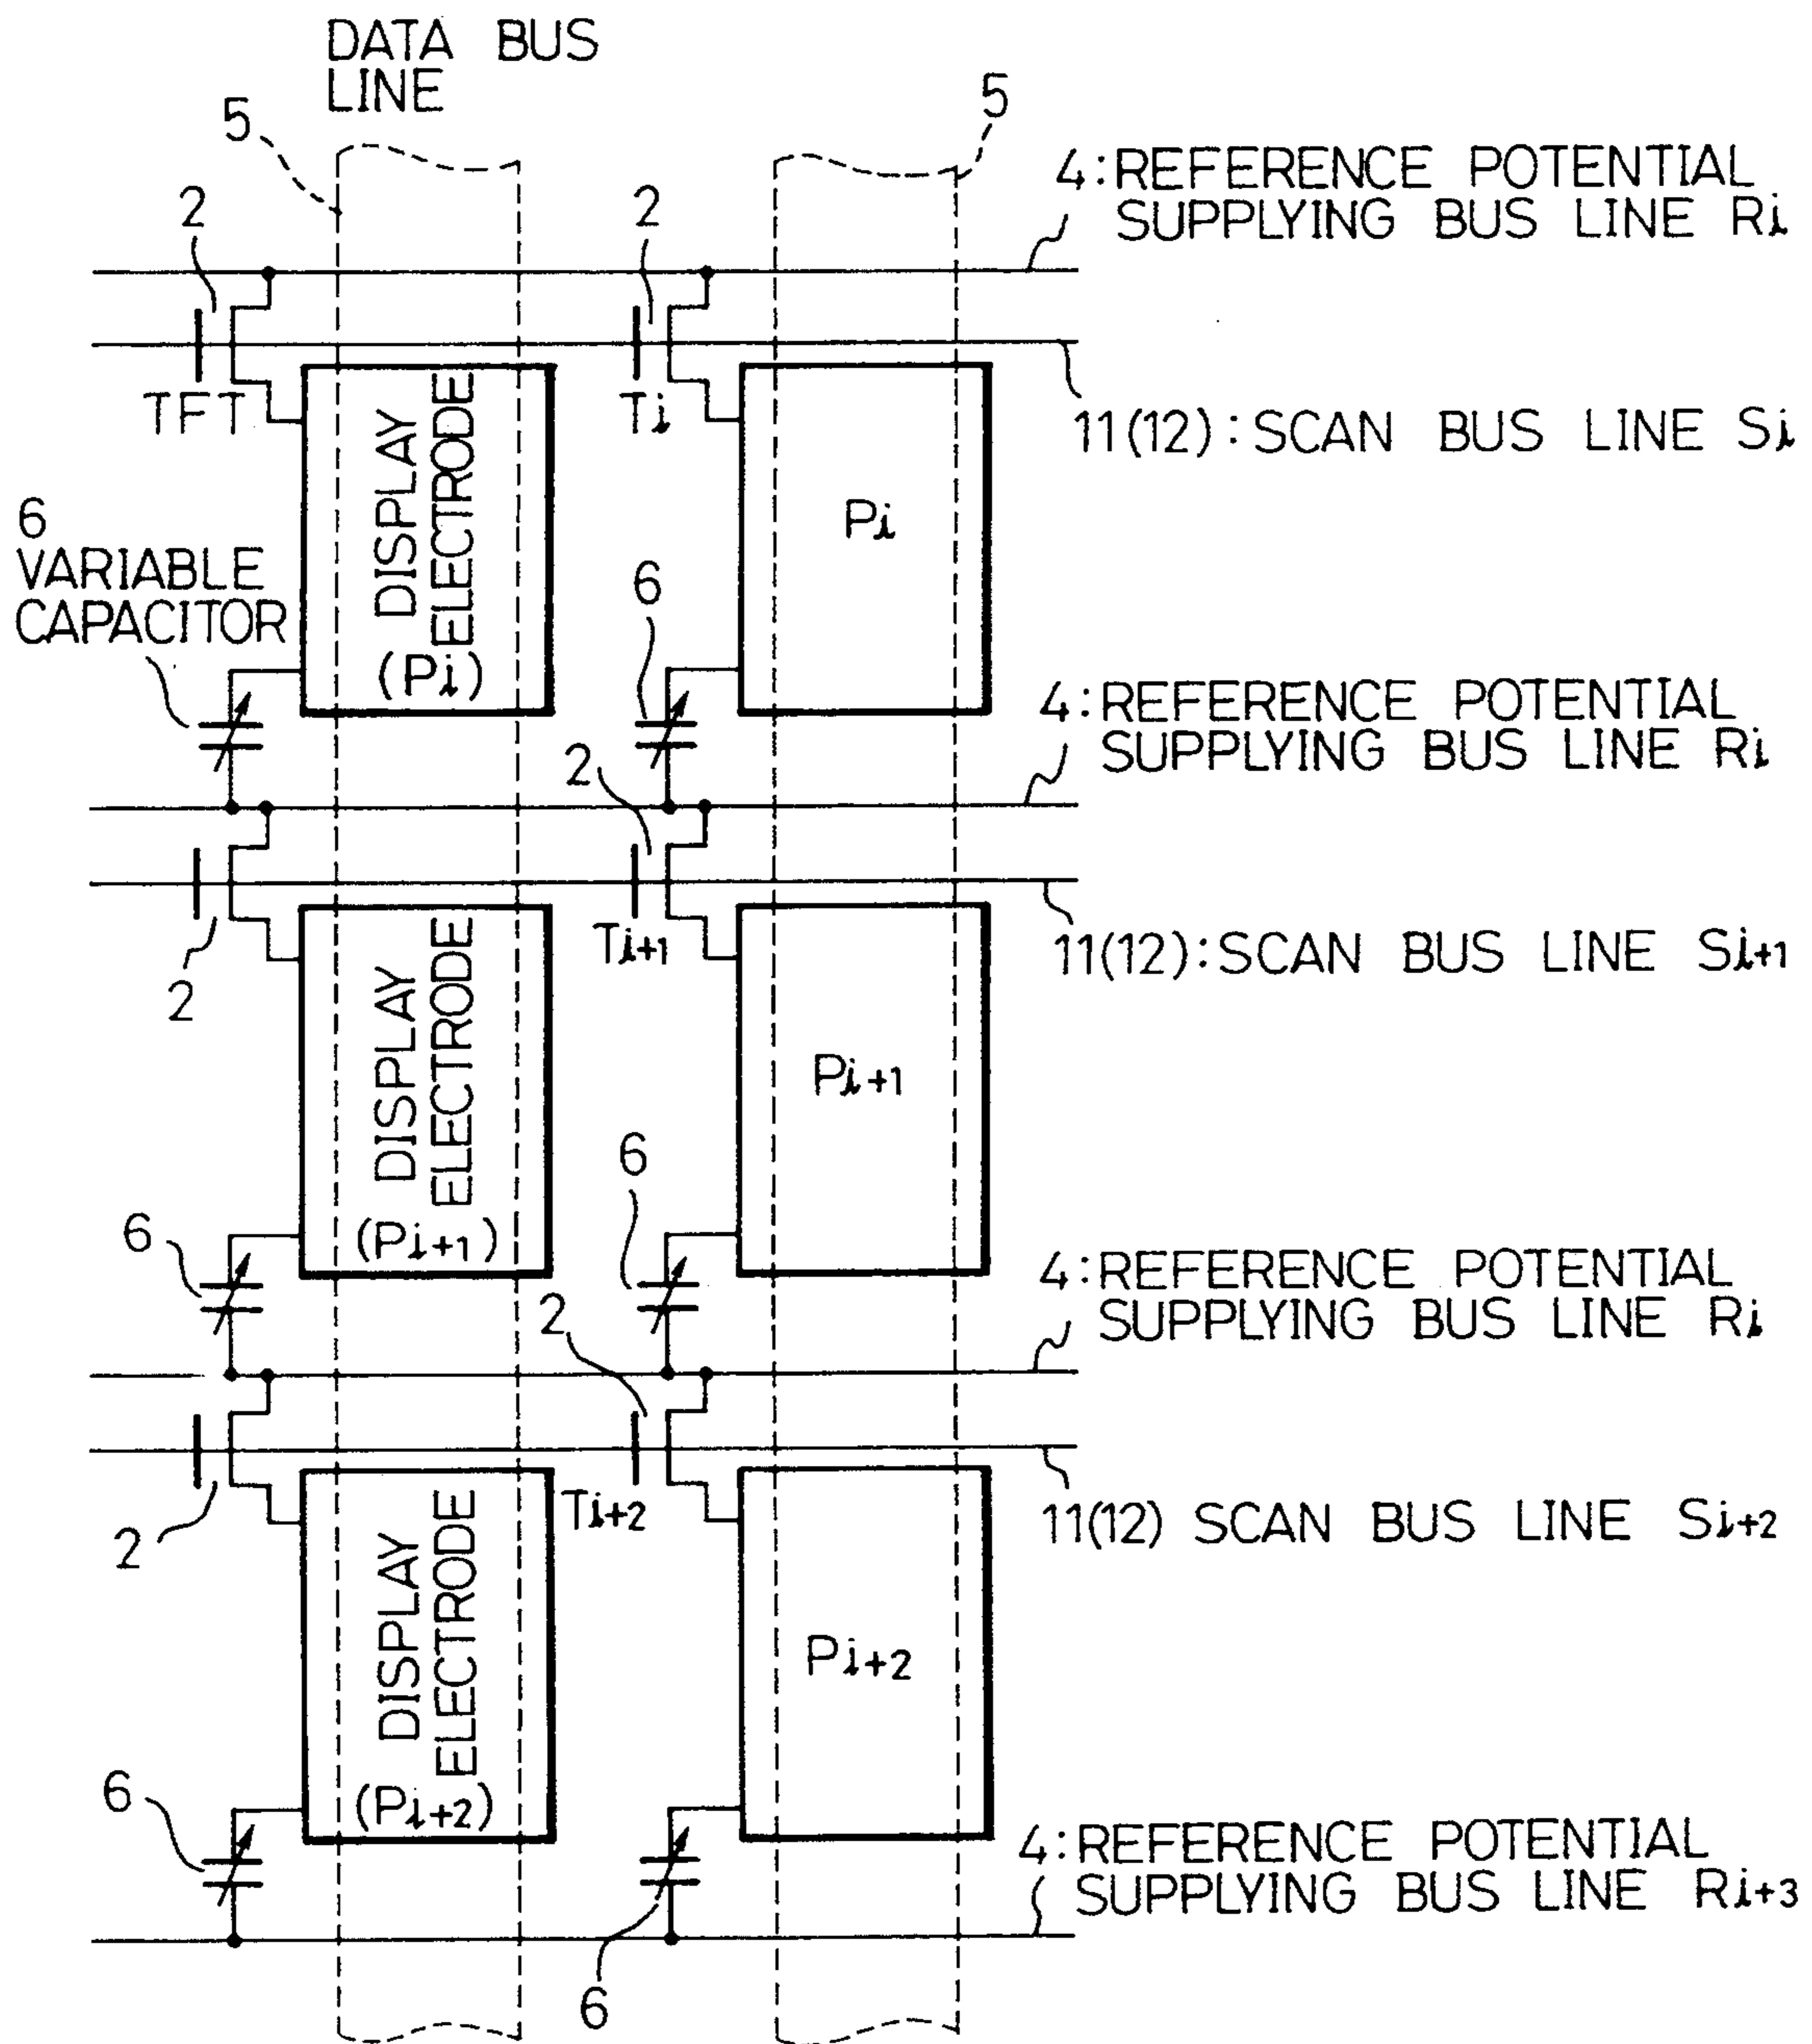 DATA BUS
LINE
5
5
4:REFERENCE POTENTIAL
SUPPLYING BUS LINE Ri
2
2
2
TFT
Ti
11(12):SCAN BUS LINE Si
DISPLAY
ELECTRODE
(Pi)
Pi
6
VARIABLE
CAPACITOR
6
4:REFERENCE POTENTIAL
SUPPLYING BUS LINE Ri
2
2
2
Ti+1
11(12):SCAN BUS LINE Si+1
DISPLAY
ELECTRODE
(Pi+1)
Pi+1
6
6
4:REFERENCE POTENTIAL
SUPPLYING BUS LINE Ri
2
2
Ti+2
11(12) SCAN BUS LINE Si+2
DISPLAY
ELECTRODE
(Pi+2)
Pi+2
6
6
4:REFERENCE POTENTIAL
SUPPLYING BUS LINE Ri+3